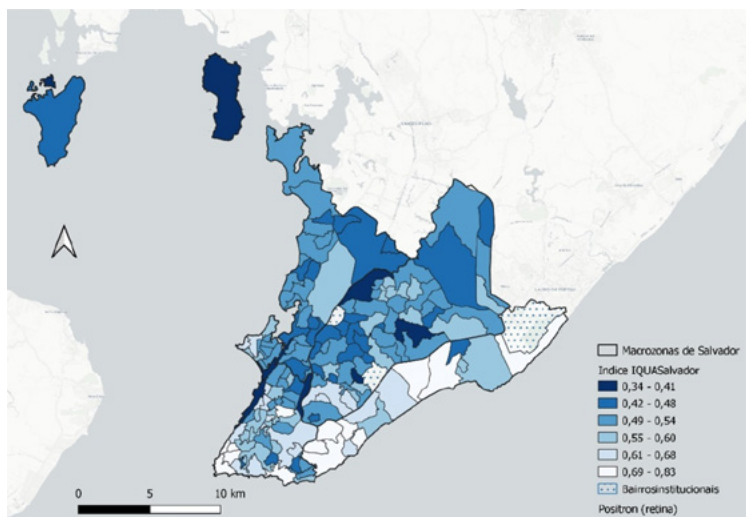 Macrozonas de Salvador
Indice IQUASalvador
0,34 - 0,41
0,42 - 0,48
0,49 - 0,54
0,55 - 0,60
0,61 - 0,68
0,69 - 0,83
Bairrosinstitucionais
Positron (retina)
0 5 10 km